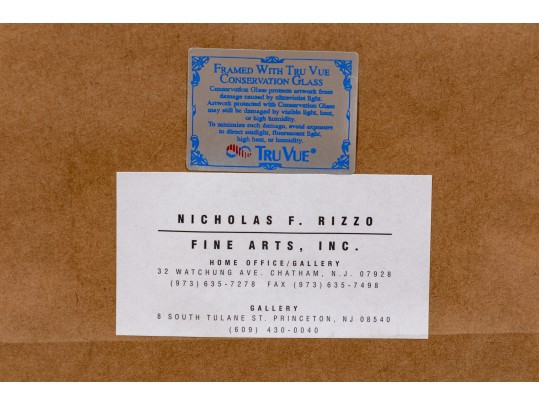 FRAMED WITH TRU VUE
CONSERVATION GLASS
Conservation Glass protects artwork from
damage caused by ultraviolet light.
Artwork protected with Conservation Glass
may still be damaged by visible light, heat,
or high humidity.
To minimize such damage, avoid exposure
to direct sunlight, fluorescent light,
high heat, or humidity.
TRU VUE®
NICHOLAS F. RIZZO
FINE ARTS, INC.
HOME OFFICE/GALLERY
32 WATCHUNG AVE. CHATHAM, N.J. 07928
(973) 635-7278 FAX (973) 635-7498
GALLERY
8 SOUTH TULANE ST. PRINCETON, NJ 08540
(609) 430-0040